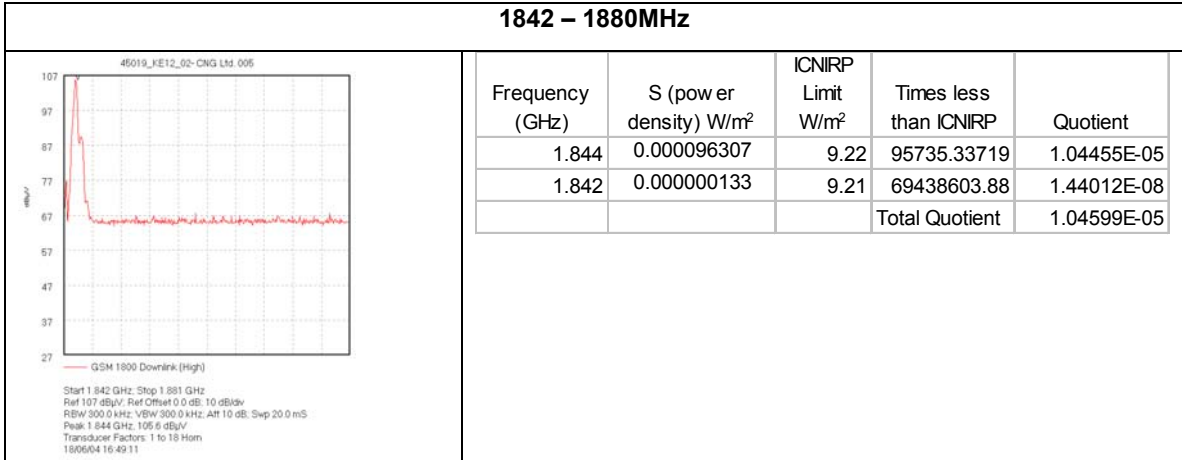 1842 – 1880MHz
45019_KE12_02- CNG Ltd. 005
107
97
87
77
67
57
47
37
27
dBµV
GSM 1800 Downlink (High)
Start 1.842 GHz; Stop 1.881 GHz
Ref 107 dBµV; Ref Offset 0.0 dB; 10 dB/div
RBW 300.0 kHz; VBW 300.0 kHz; Att 10 dB; Swp 20.0 mS
Peak 1.844 GHz, 105.6 dBµV
Transducer Factors: 1 to 18 Horn
18/06/04 16:49:11
Frequency (GHz) S (power density) W/m² ICNIRP Limit W/m² Times less than ICNIRP Quotient
1.844 0.000096307 9.22 95735.33719 1.04455E-05
1.842 0.000000133 9.21 69438603.88 1.44012E-08
Total Quotient 1.04599E-05